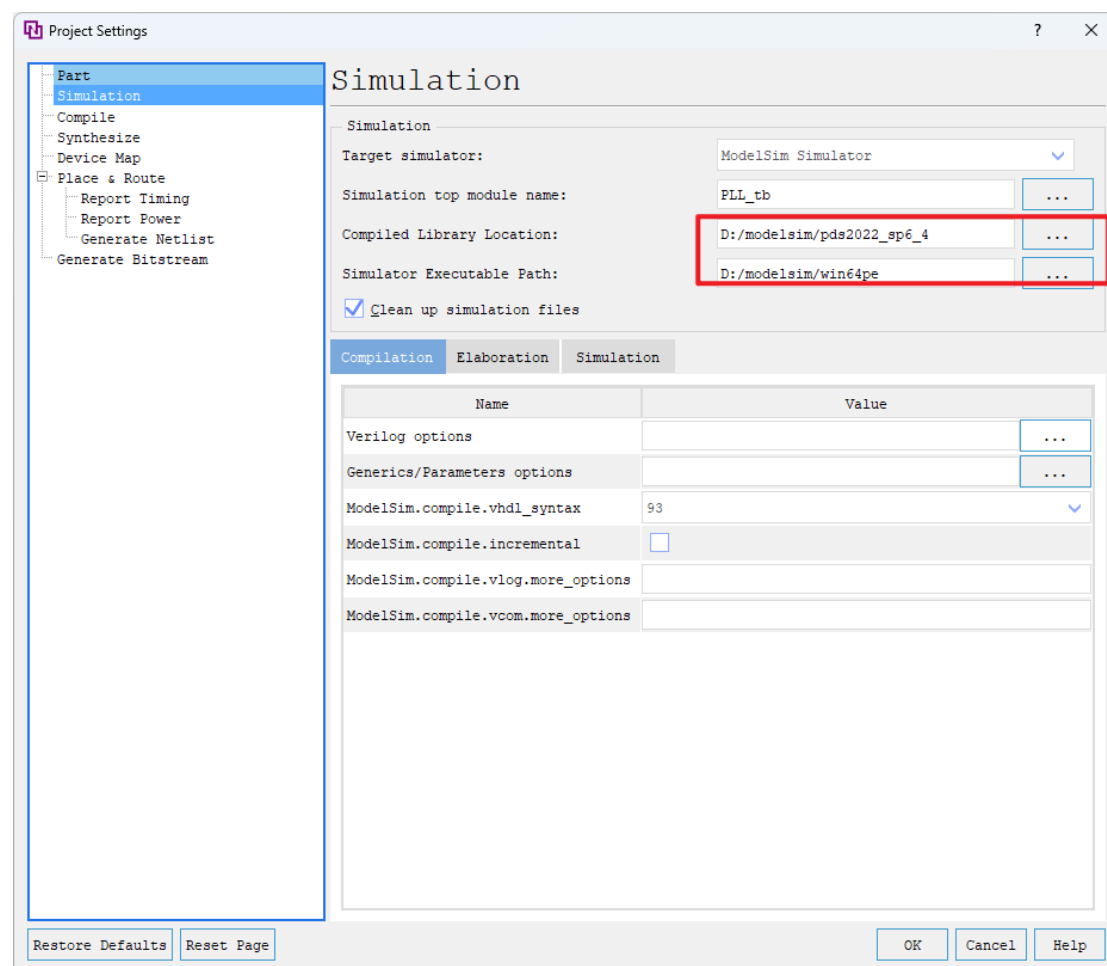 Project Settings
?
Part
Simulation
Compile
Synthesize
Device Map
Place & Route
Report Timing
Report Power
Generate Netlist
Generate Bitstream
Simulation
Simulation
Target simulator: ModelSim Simulator
Simulation top module name: PLL_tb ...
Compiled Library Location: D:/modelsim/pds2022_sp6_4 ...
Simulator Executable Path: D:/modelsim/win64pe ...
Clean up simulation files
Compilation Elaboration Simulation
Name Value
Verilog options ...
Generics/Parameters options ...
ModelSim.compile.vhdl_syntax 93
ModelSim.compile.incremental
ModelSim.compile.vlog.more_options
ModelSim.compile.vcom.more_options
Restore Defaults Reset Page OK Cancel Help